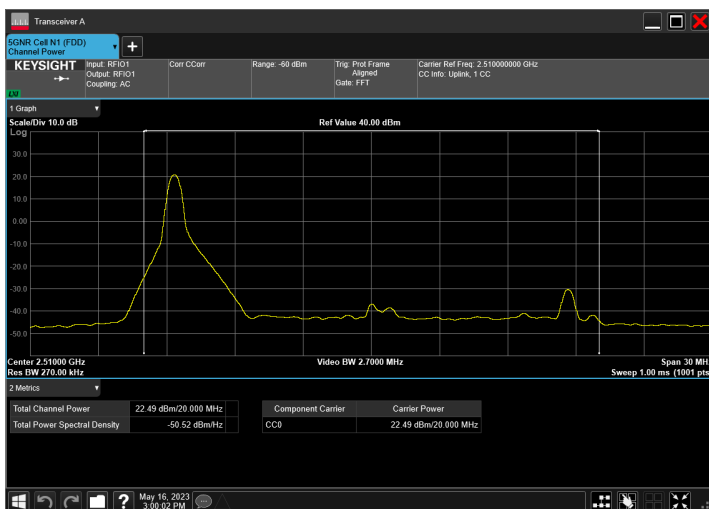 Transceiver A
5GNR Cell N1 (FDD)
Channel Power
KEYSIGHT
LXI
Input: RFIO1
Output: RFIO1
Coupling: AC
Corr CCorr
Range: -60 dBm
Trig: Prot Frame
Aligned
Gate: FFT
Carrier Ref Freq: 2.510000000 GHz
CC Info: Uplink, 1 CC
1 Graph
Scale/Div 10.0 dB
Ref Value 40.00 dBm
Log
30.0
20.0
10.0
0.00
-10.0
-20.0
-30.0
-40.0
-50.0
Center 2.51000 GHz
Video BW 2.7000 MHz
Span 30 MH
Res BW 270.00 kHz
Sweep 1.00 ms (1001 pts
2 Metrics
Total Channel Power 22.49 dBm/20.000 MHz
Total Power Spectral Density -50.52 dBm/Hz
Component Carrier Carrier Power
CC0 22.49 dBm/20.000 MHz
?
May 16, 2023
3:00:02 PM